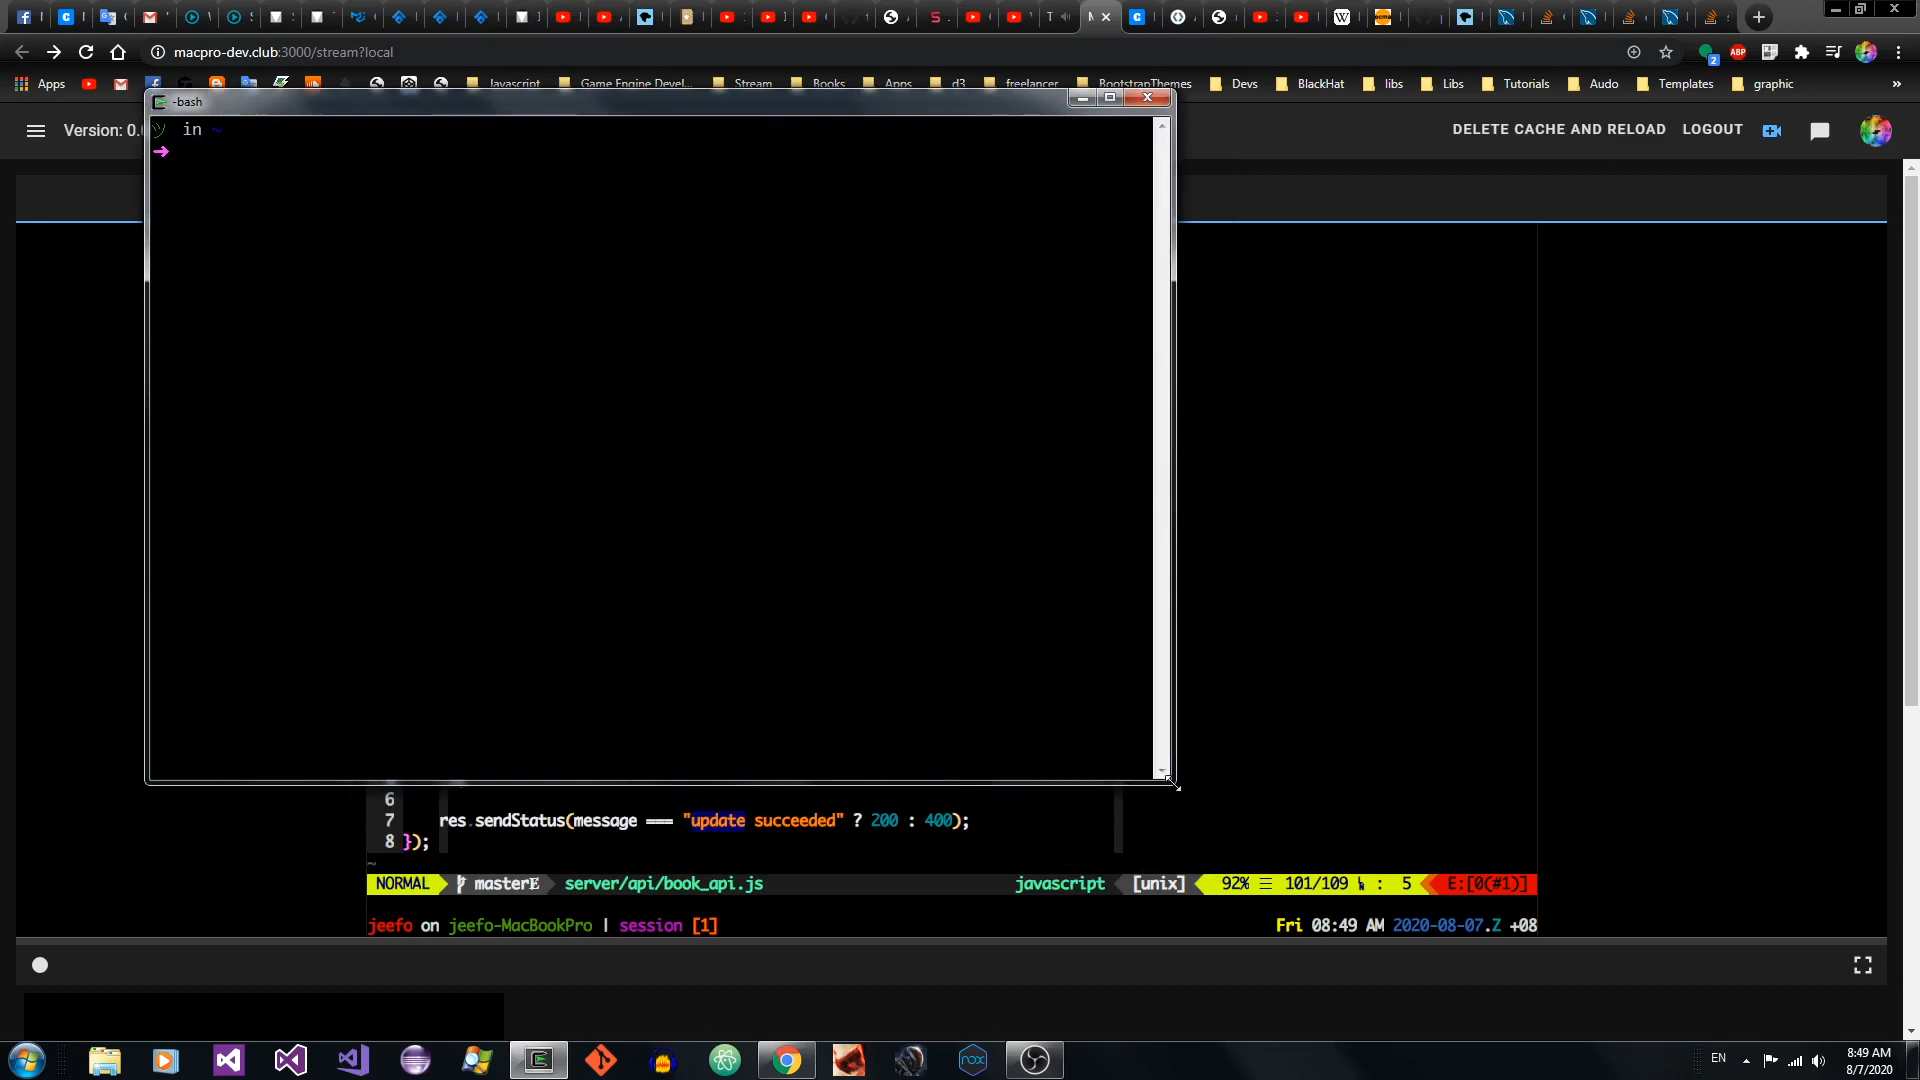 macpro-dev.club:3000/stream?local
2
Apps
Javascript
Game Engine Devel...
Stream
Books
Apps
d3
freelancer
BootstrapThemes
Devs
BlackHat
libs
Libs
Tutorials
Audo
Templates
graphic
»
-bash
Version: 0.
DELETE CACHE AND RELOAD
LOGOUT
in ~
6
7 res.sendStatus(message === "update succeeded" ? 200 : 400);
8 });
~
NORMAL master server/api/book_api.js javascript [unix] 92% ☰ 101/109 : 5 E:[0(#1)]
jeefo on jeefo-MacBookPro | session [1] Fri 08:49 AM 2020-08-07.Z +08
nox
EN
8:49 AM
8/7/2020